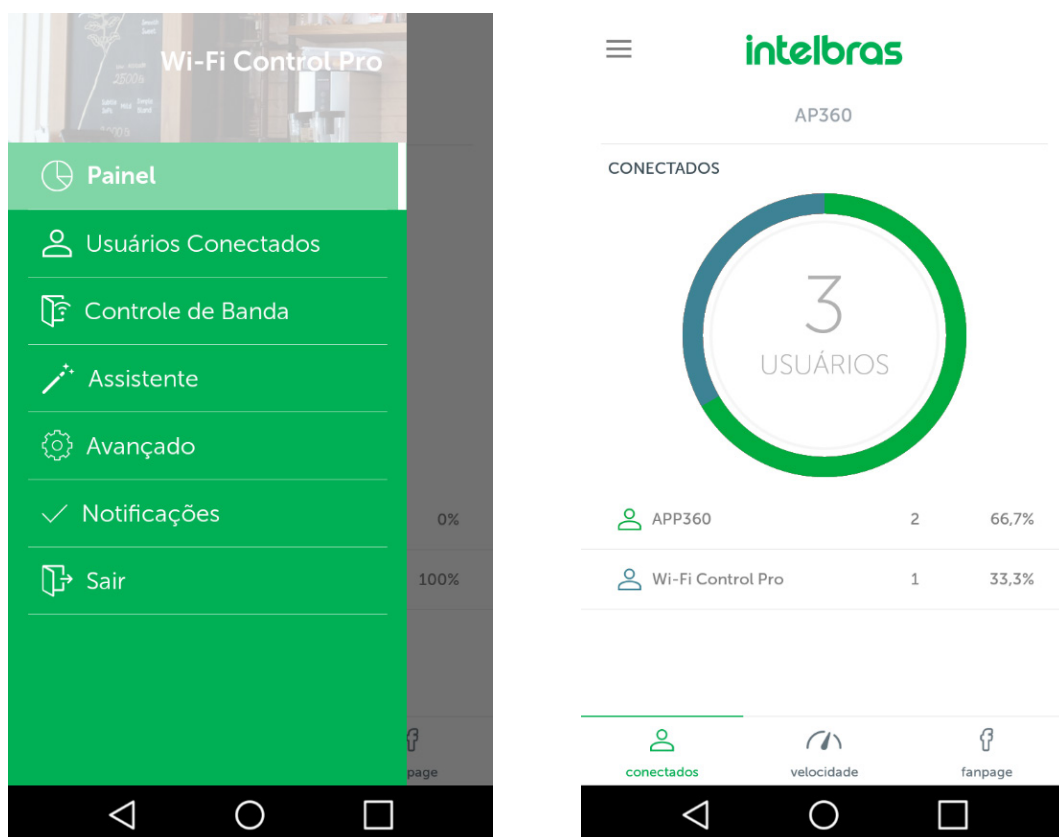 Wi-Fi Control Pro
Painel
Usuários Conectados
Controle de Banda
Assistente
Avançado
Notificações
0%
Sair
100%
page
intelbras
AP360
CONECTADOS
3
USUÁRIOS
APP360 2 66,7%
Wi-Fi Control Pro 1 33,3%
conectados velocidade fanpage